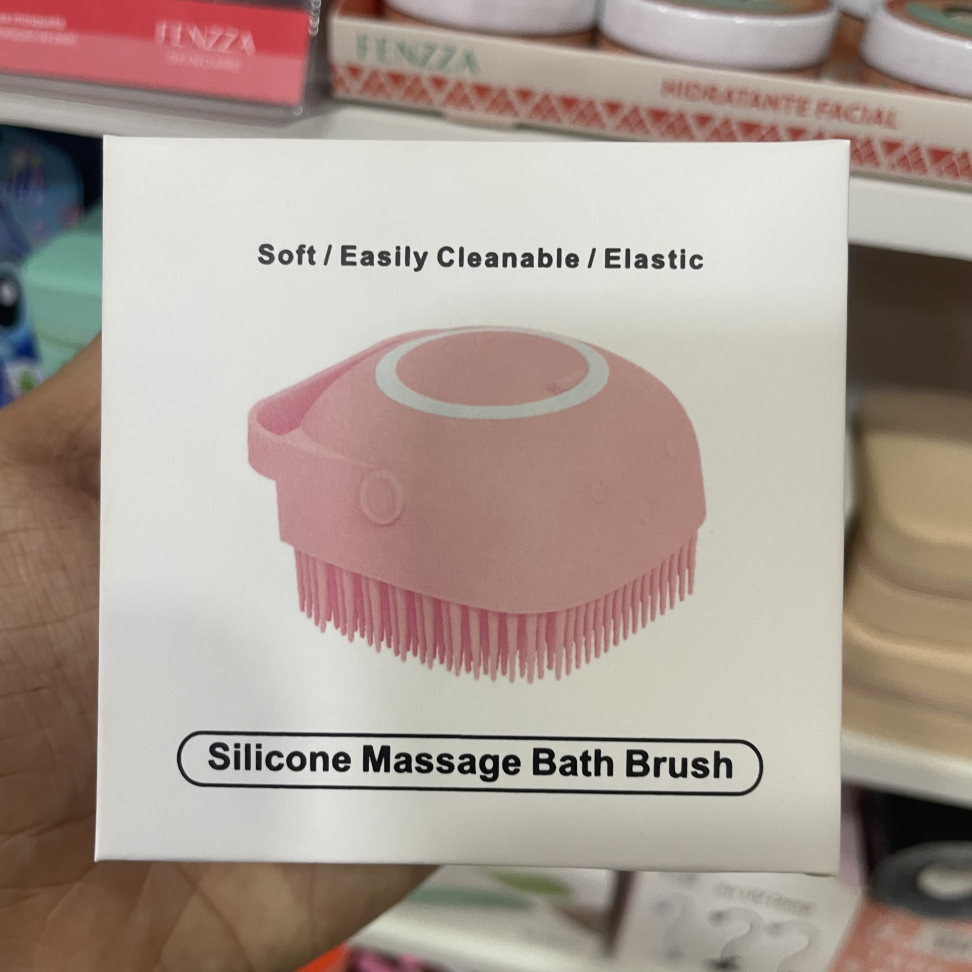 FENZZA
FENZZA
HIDRATANTE FACIAL
Soft / Easily Cleanable / Elastic
Silicone Massage Bath Brush